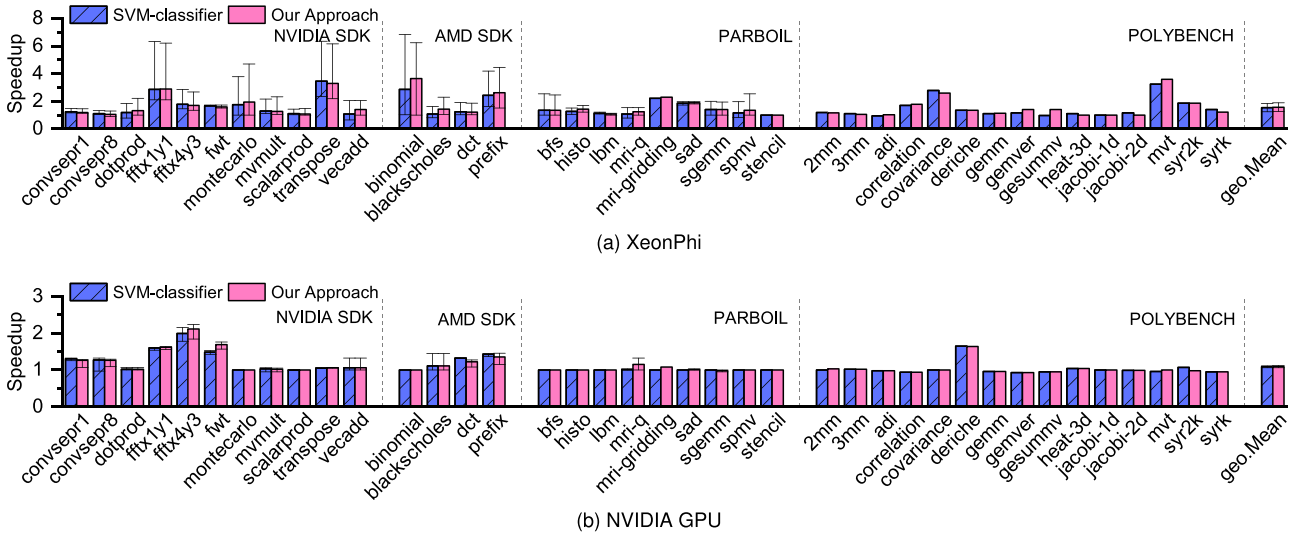 SVM-classifier Our Approach
NVIDIA SDK AMD SDK PARBOIL POLYBENCH
Speedup
8
6
4
2
0
convsepr1 convsepr8 dotprod fftx1y1 fftx4y3 fwt montecarlo mvmult scalarprod transpose vecadd binomial blackscholes dct prefix bfs histo lbm mri-q mri-gridding sad sgemm spmv stencil 2mm 3mm adi correlation covariance deriche gemm gemver gesummv heat-3d jacobi-1d jacobi-2d mvt syr2k syrk geo.Mean
(a) XeonPhi
SVM-classifier Our Approach
NVIDIA SDK AMD SDK PARBOIL POLYBENCH
Speedup
3
2
1
0
convsepr1 convsepr8 dotprod fftx1y1 fftx4y3 fwt montecarlo mvmult scalarprod transpose vecadd binomial blackscholes dct prefix bfs histo lbm mri-q mri-gridding sad sgemm spmv stencil 2mm 3mm adi correlation covariance deriche gemm gemver gesummv heat-3d jacobi-1d jacobi-2d mvt syr2k syrk geo.Mean
(b) NVIDIA GPU